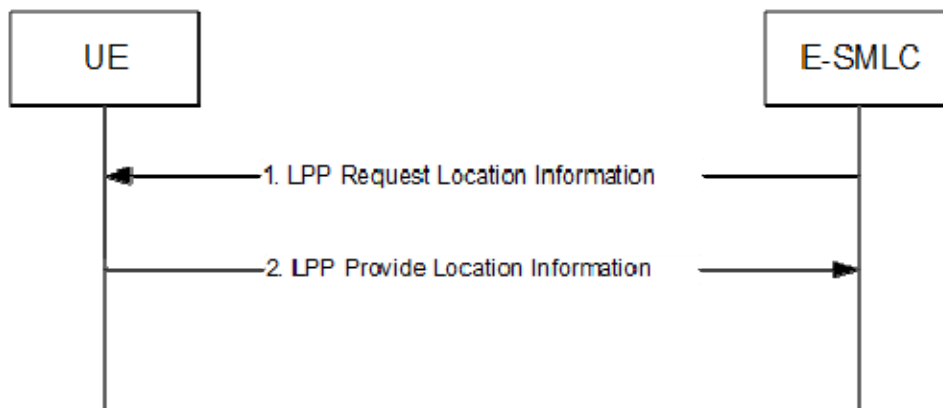 UE
E-SMLC
1. LPP Request Location Information
2. LPP Provide Location Information